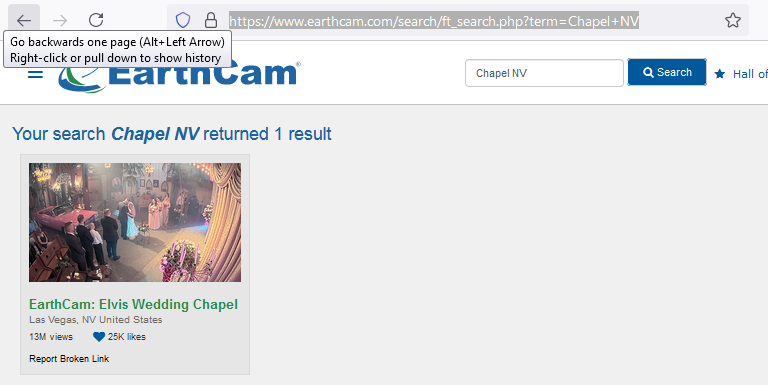 https://www.earthcam.com/search/ft_search.php?term=Chapel+NV
Go backwards one page (Alt+Left Arrow)
Right-click or pull down to show history
EarthCam
Chapel NV
Search
Hall of
Your search Chapel NV returned 1 result
EarthCam: Elvis Wedding Chapel
Las Vegas, NV United States
13M views 25K likes
Report Broken Link